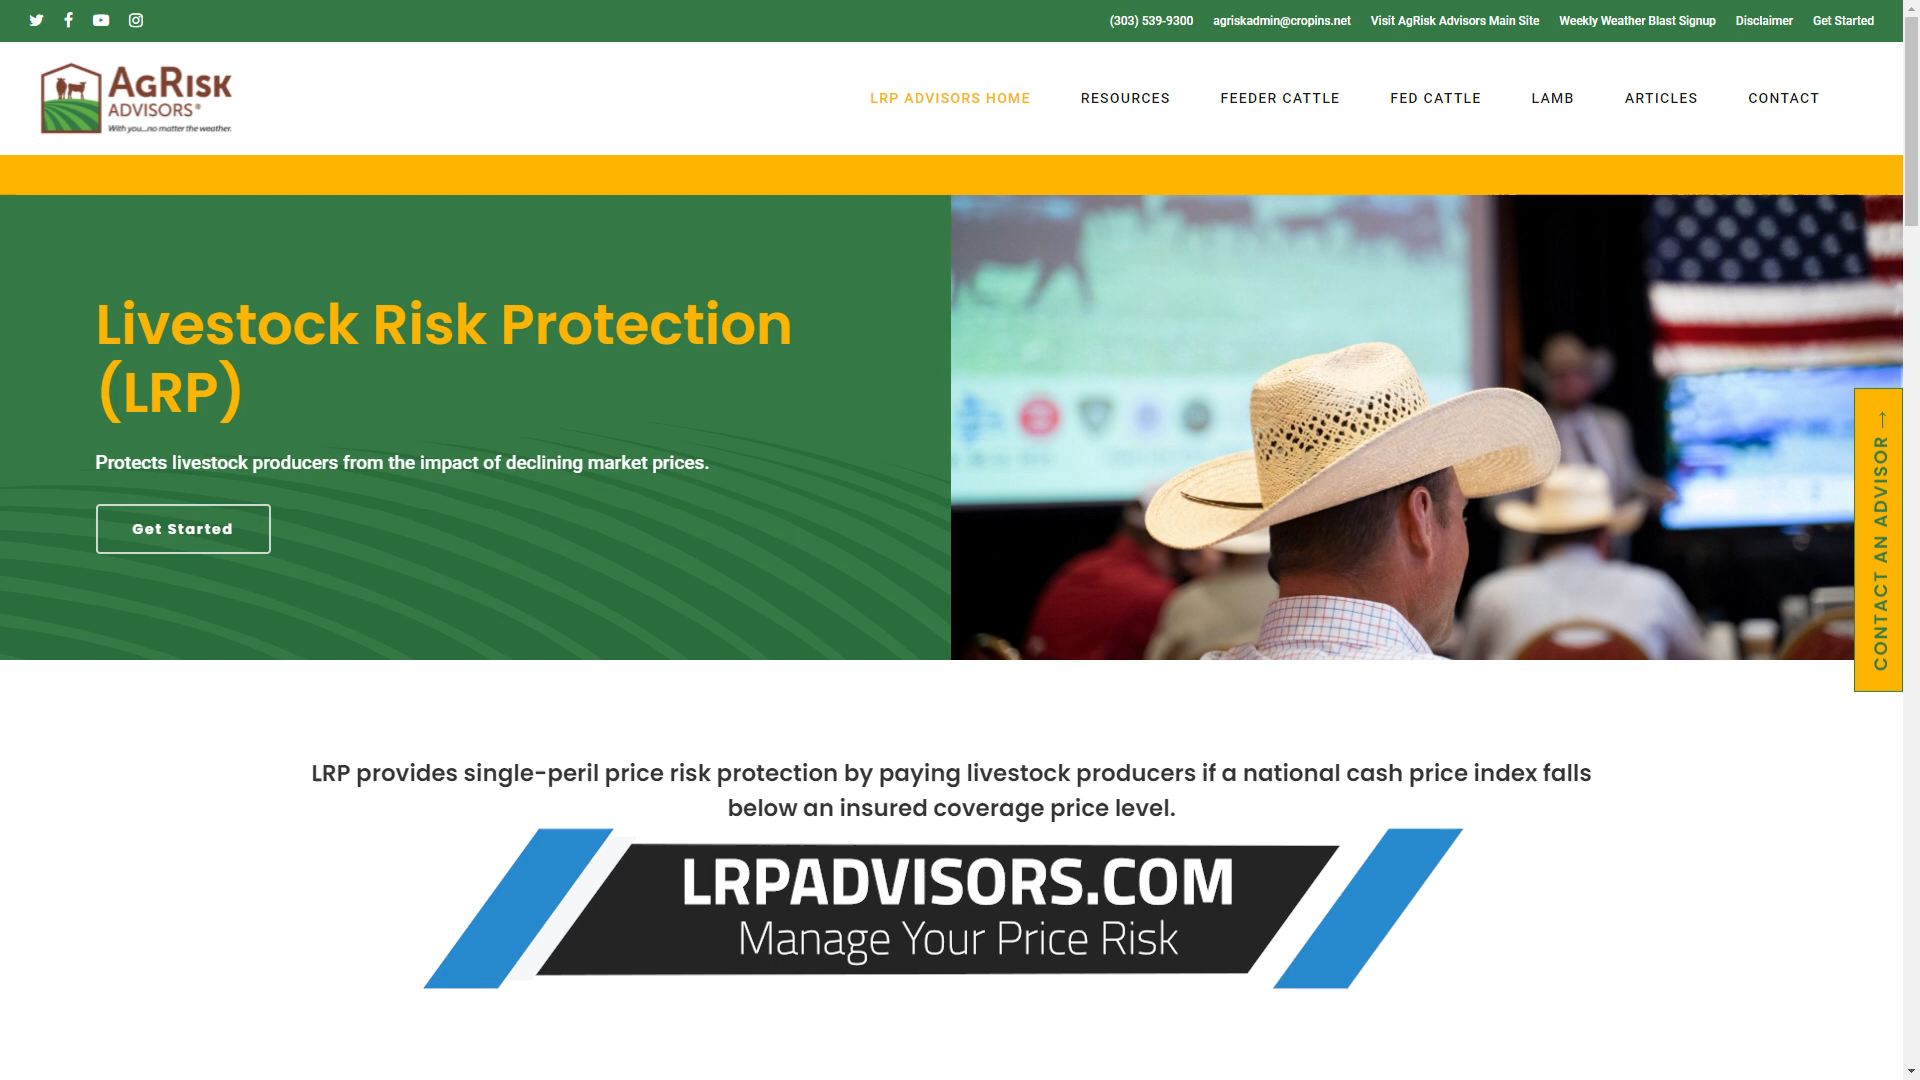 (303) 539-9300 agriskadmin@cropins.net Visit AgRisk Advisors Main Site Weekly Weather Blast Signup Disclaimer Get Started
AGRISK
ADVISORS®
With you...no matter the weather.
LRP ADVISORS HOME RESOURCES FEEDER CATTLE FED CATTLE LAMB ARTICLES CONTACT
Livestock Risk Protection
(LRP)
Protects livestock producers from the impact of declining market prices.
Get Started
CONTACT AN ADVISOR →
LRP provides single-peril price risk protection by paying livestock producers if a national cash price index falls
below an insured coverage price level.
LRPADVISORS.COM
Manage Your Price Risk